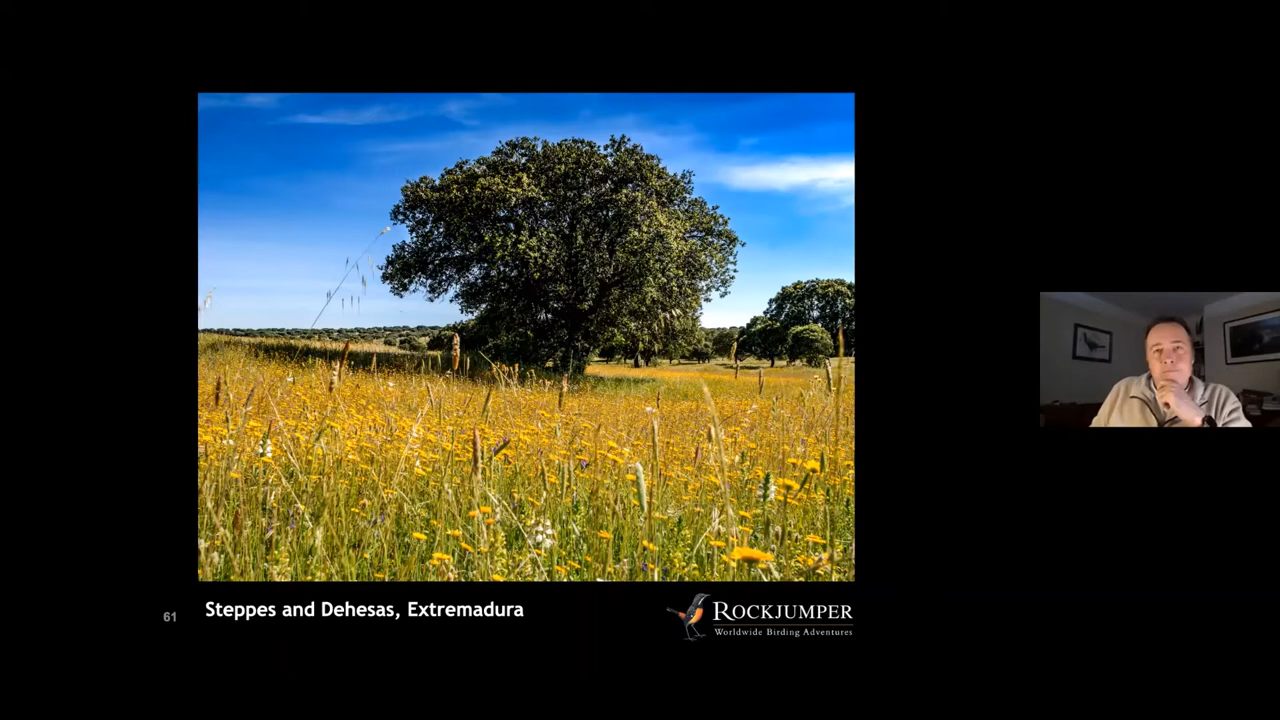 61
Steppes and Dehesas, Extremadura
ROCKJUMPER
Worldwide Birding Adventures